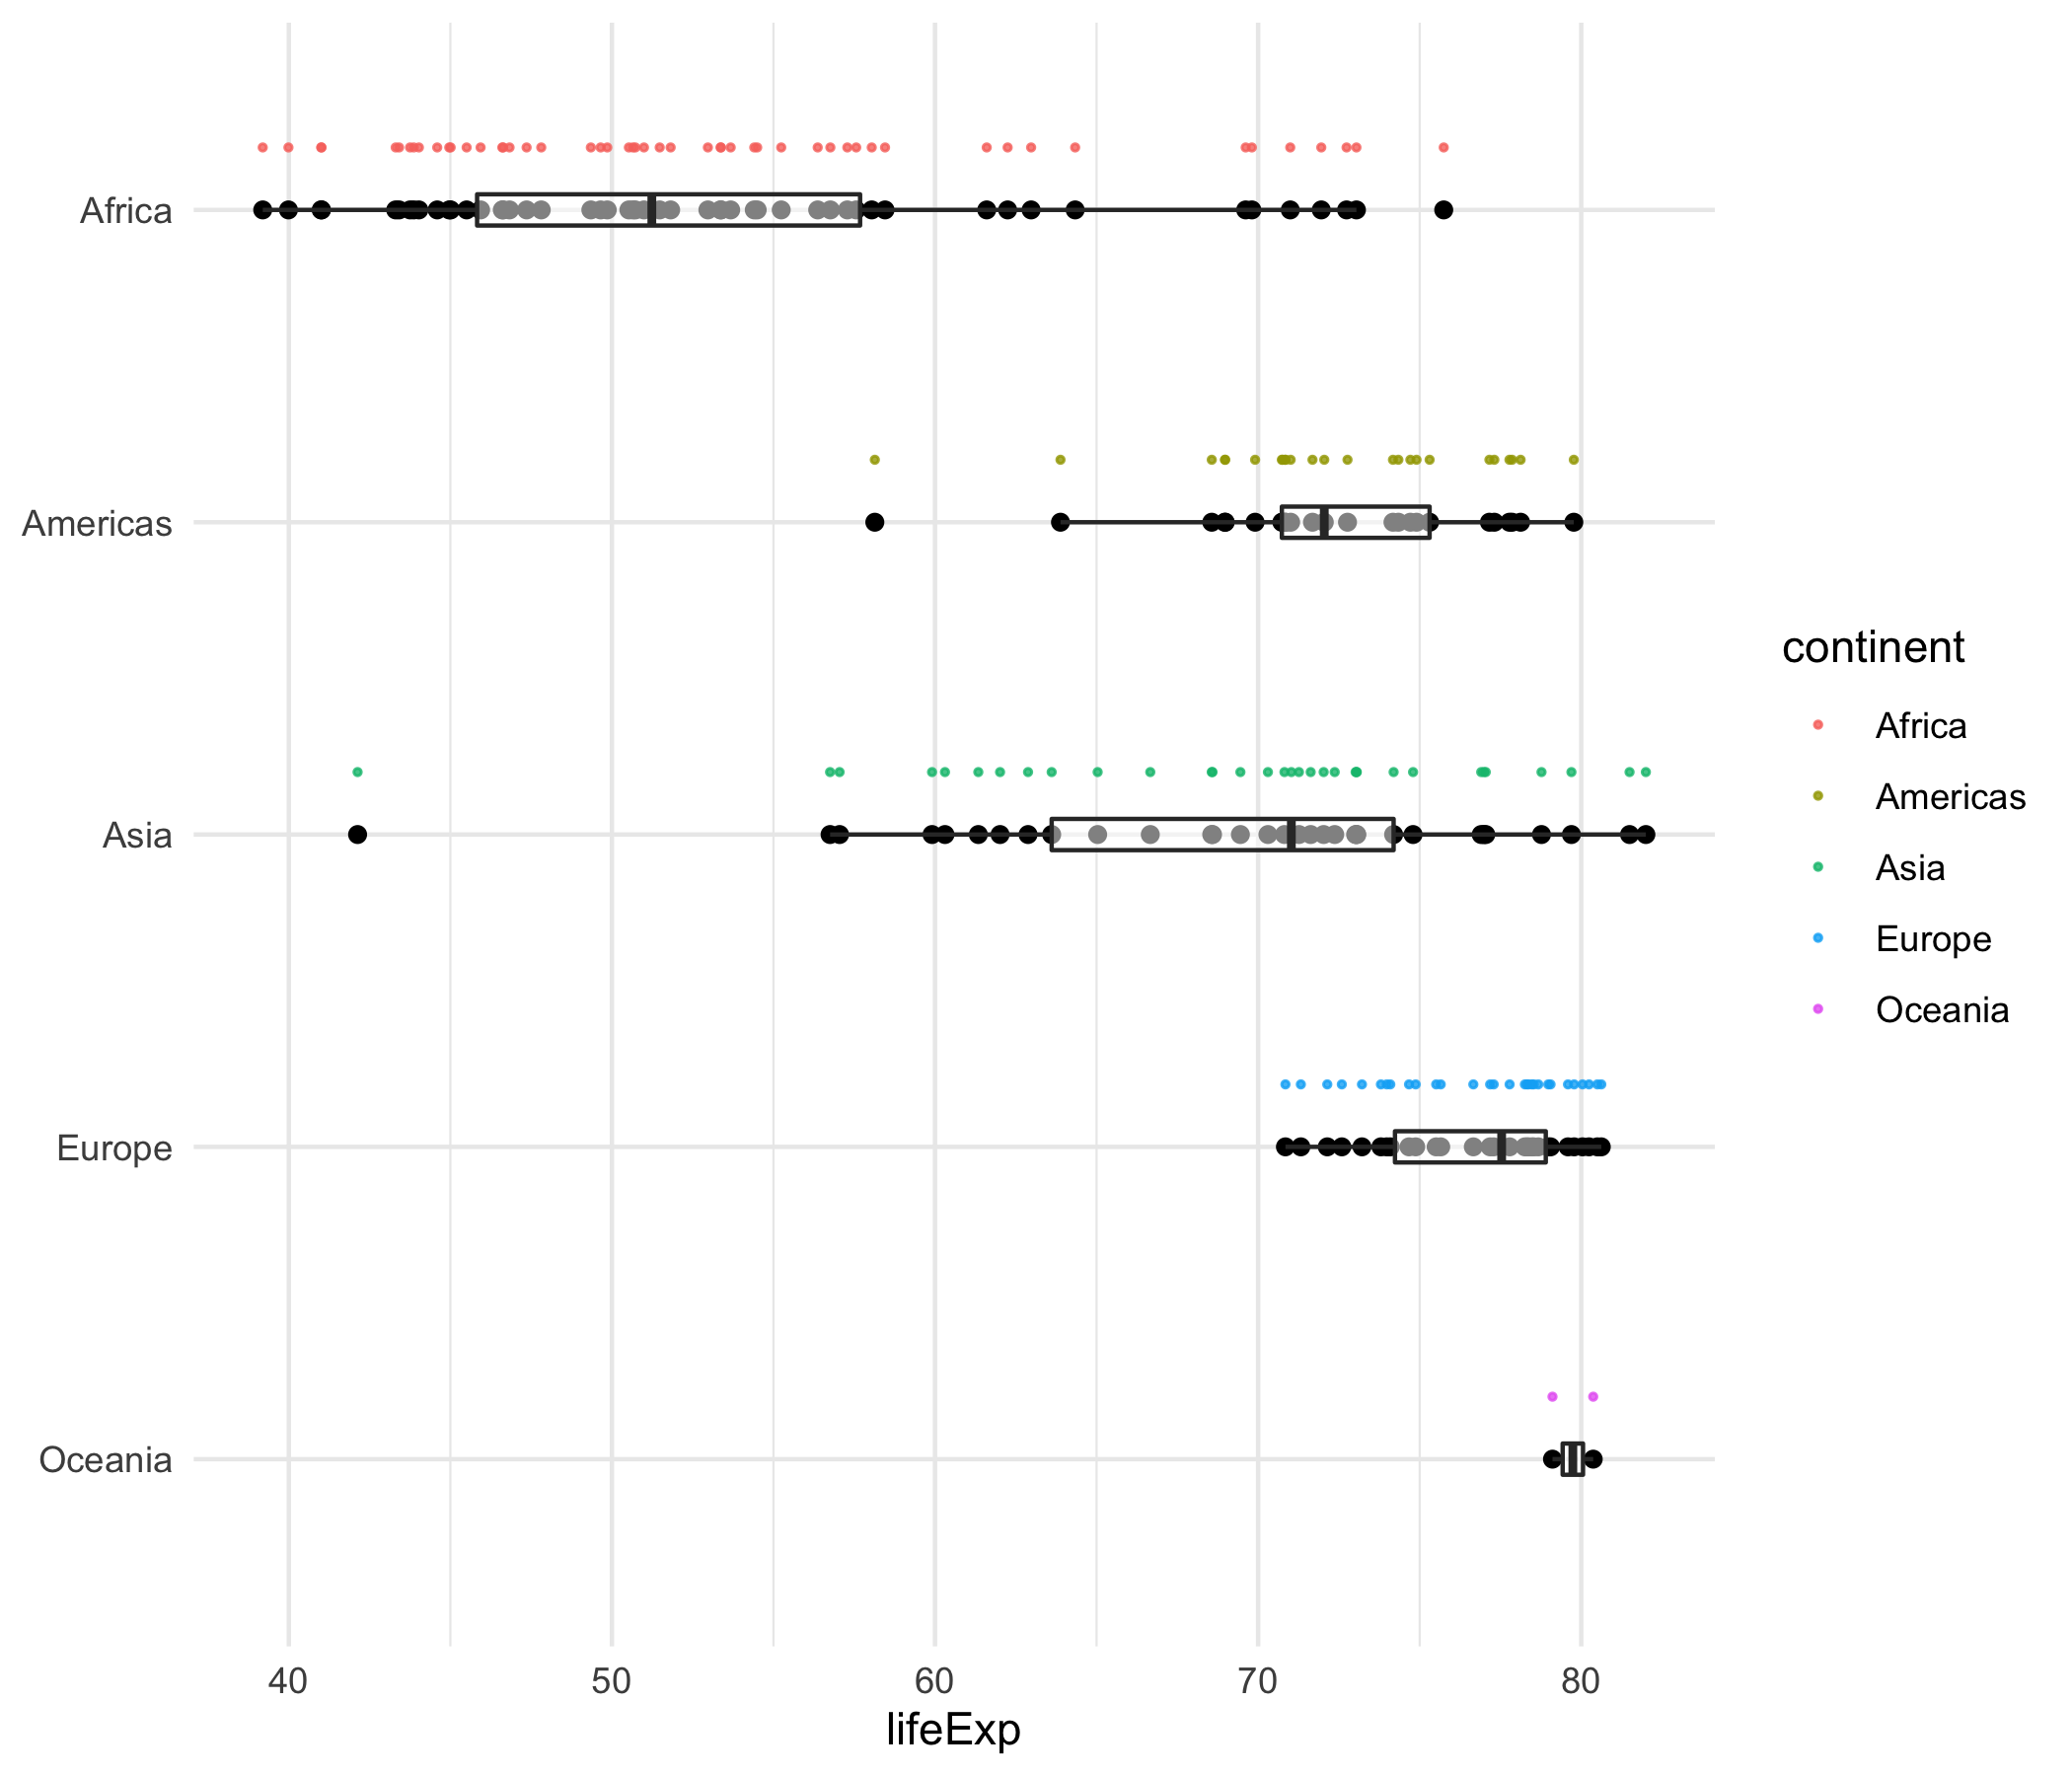 Africa
Americas
Asia
Europe
Oceania
40 50 60 70 80
lifeExp
continent
Africa
Americas
Asia
Europe
Oceania